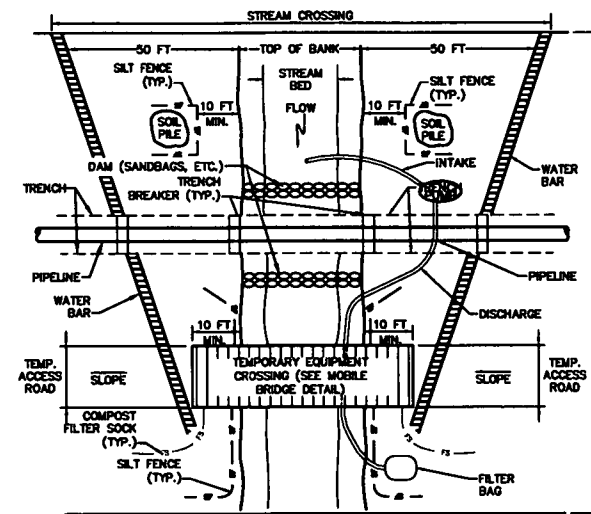 STREAM CROSSING
50 FT
TOP OF BANK
50 FT
SILT FENCE
(TYP.)
STREAM
BED
SILT FENCE
(TYP.)
10 FT
MIN.
FLOW
10 FT
MIN.
SOIL
PILE
SOIL
PILE
INTAKE
DAM (SANDBAGS, ETC.)
WATER
BAR
TRENCH
TRENCH
BREAKER (TYP.)
PIPELINE
PIPELINE
WATER
BAR
DISCHARGE
10 FT
MIN.
10 FT
MIN.
TEMP.
ACCESS
ROAD
SLOPE
TEMPORARY EQUIPMENT
CROSSING (SEE MOBILE
BRIDGE DETAIL)
SLOPE
TEMP.
ACCESS
ROAD
COMPOST
FILTER SOCK
(TYP.)
FS
FS
SILT FENCE
(TYP.)
FILTER
BAG